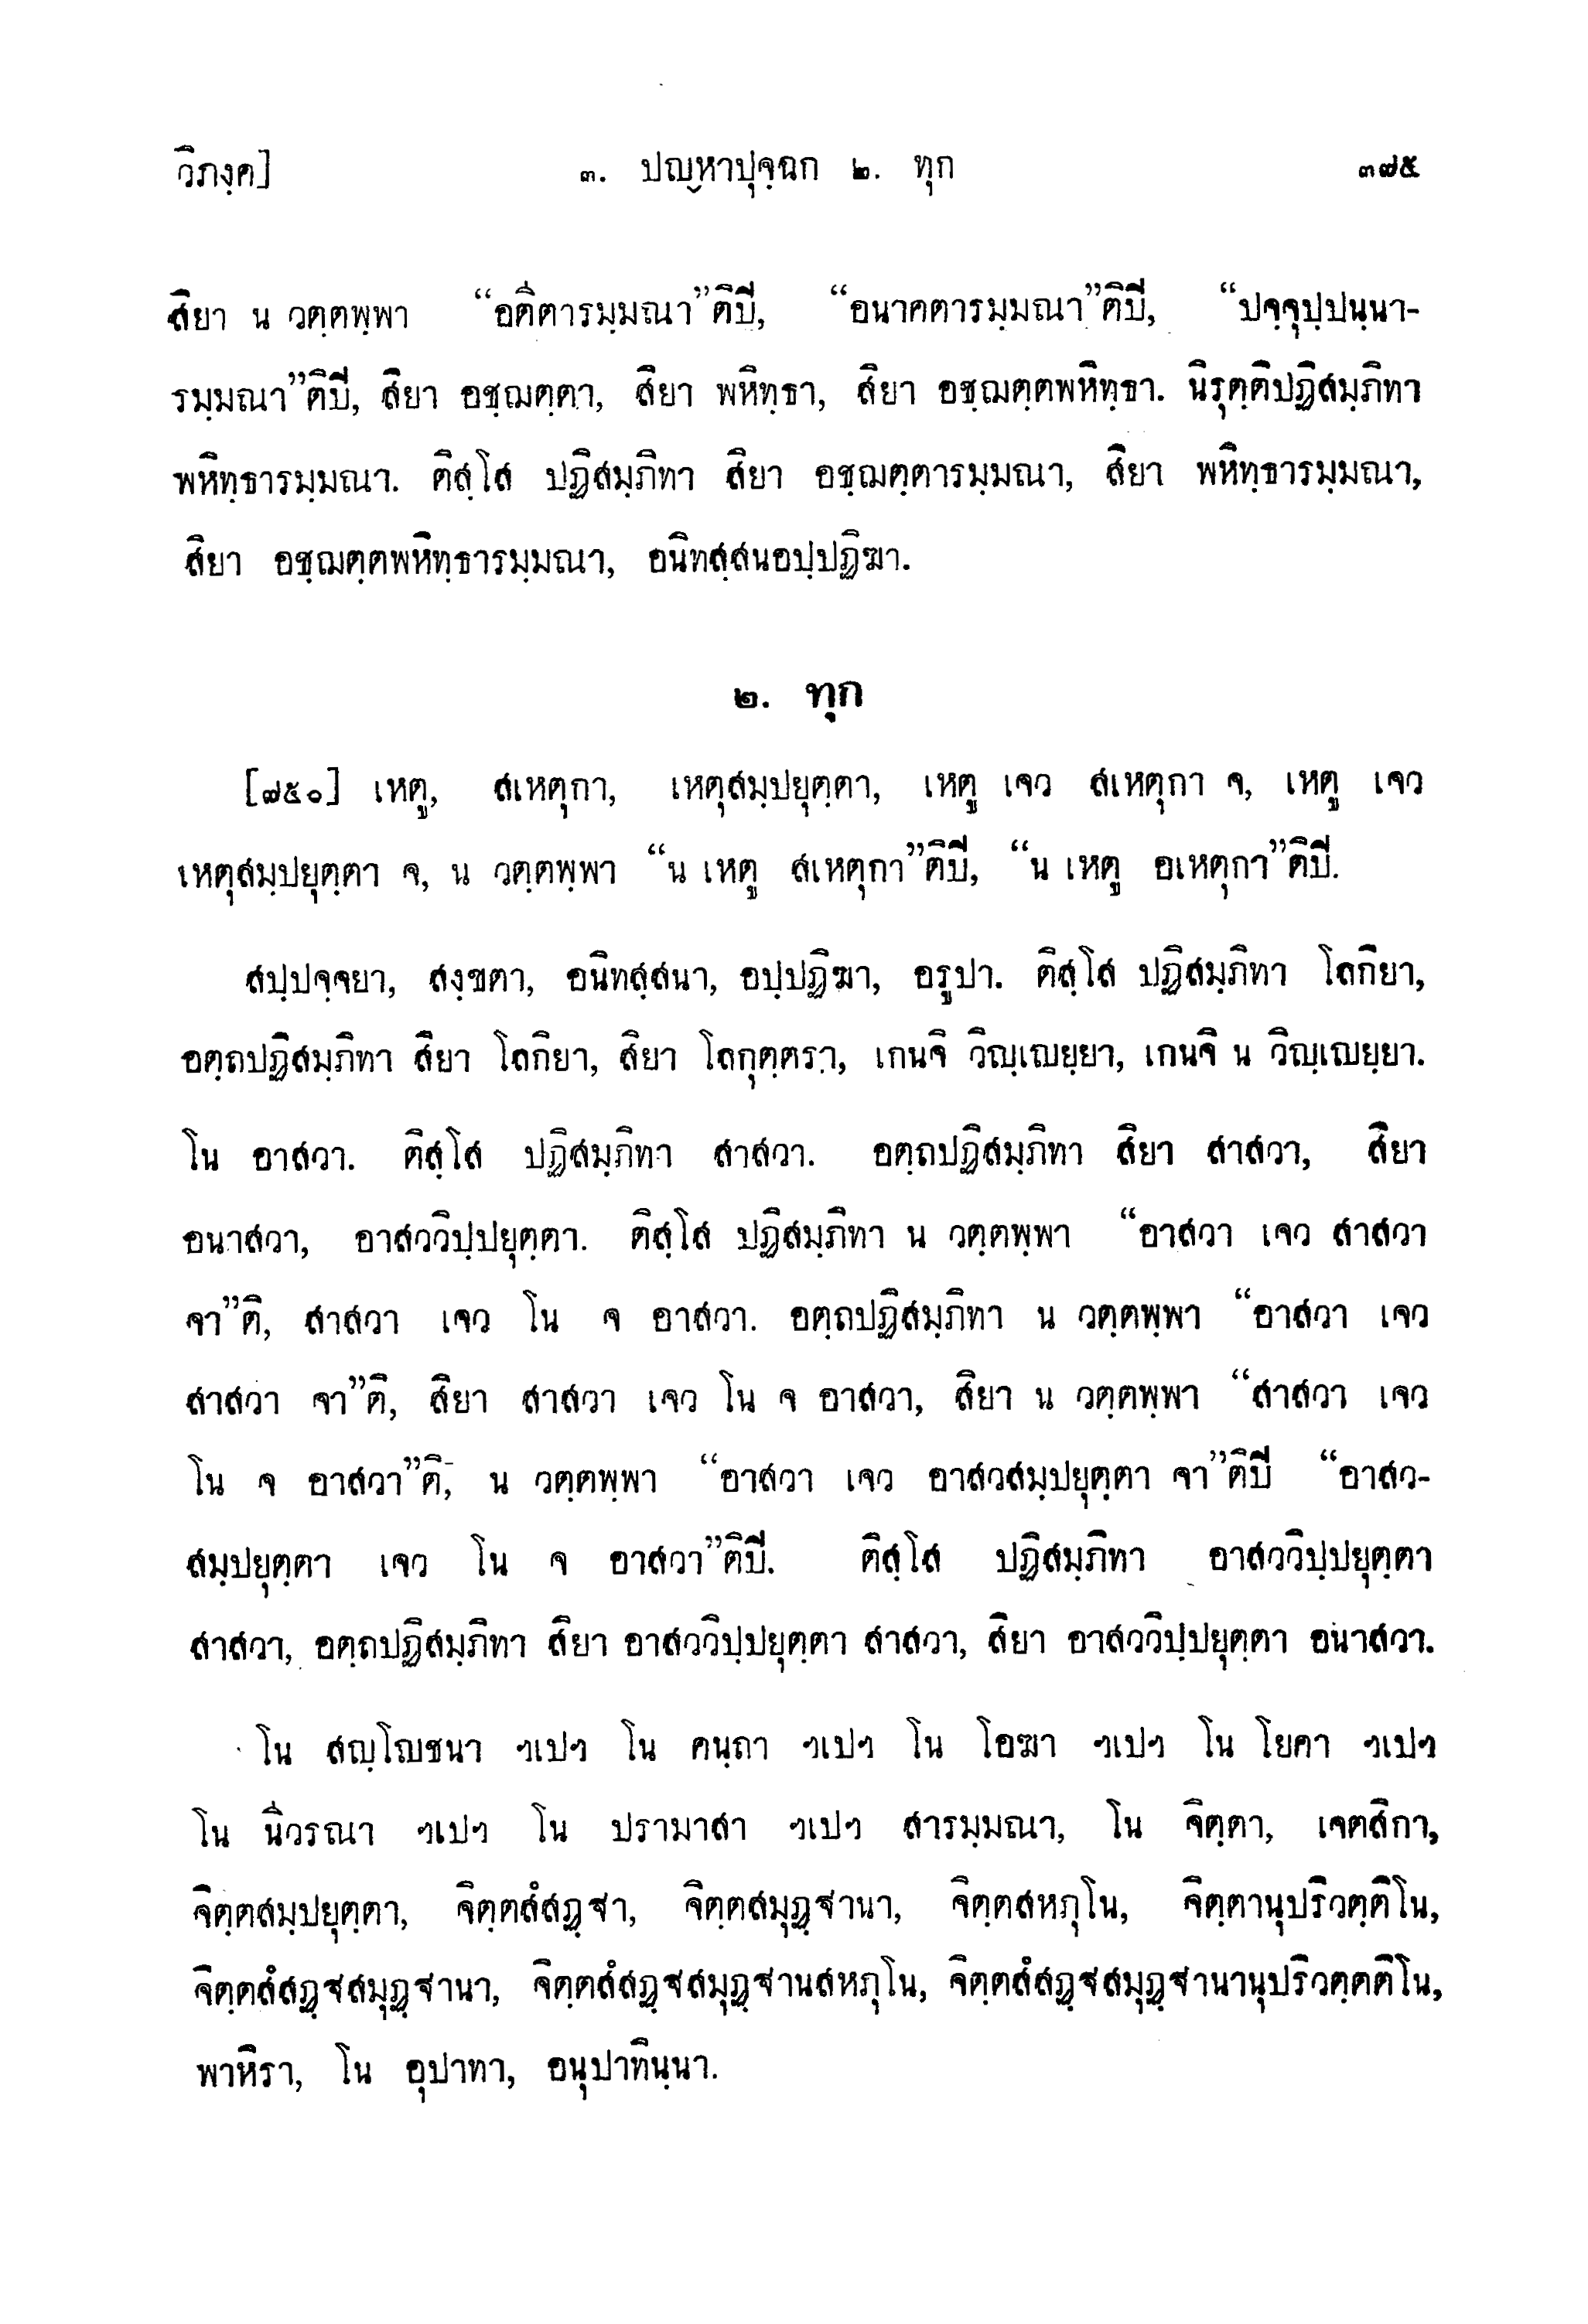 วิภงฺค]
๓. ปญฺหาปุจฺฉก ๒. ทุก
๓๗๕
สิยา น วตฺตพฺพา “อตีตารมฺมณา”ติปิ, “อนาคตารมฺมณา”ติปิ, “ปจฺจุปฺปนฺนา-
รมฺมณา”ติปิ, สิยา อชฺฌตฺตา, สิยา พหิทฺธา, สิยา อชฺฌตฺตพหิทฺธา. นิรุตฺติปฏิสมฺภิทา
พหิทฺธารมฺมณา. ติสฺโส ปฏิสมฺภิทา สิยา อชฺฌตฺตารมฺมณา, สิยา พหิทฺธารมฺมณา,
สิยา อชฺฌตฺตพหิทฺธารมฺมณา, อนิทสฺสนอปฺปฏิฆา.
๒. ทุก
[๗๕๐] เหตู, สเหตุกา, เหตุสมฺปยุตฺตา, เหตู เจว สเหตุกา จ, เหตู เจว
เหตุสมฺปยุตฺตา จ, น วตฺตพฺพา “น เหตู สเหตุกา”ติปิ, “น เหตู อเหตุกา”ติปิ.
สปฺปจฺจยา, สงฺขตา, อนิทสฺสนา, อปฺปฏิฆา, อรูปา. ติสฺโส ปฏิสมฺภิทา โลกิยา,
อตฺถปฏิสมฺภิทา สิยา โลกิยา, สิยา โลกุตฺตรา, เกนจิ วิญฺเญยฺยา, เกนจิ น วิญฺเญยฺยา.
โน อาสวา. ติสฺโส ปฏิสมฺภิทา สาสวา. อตฺถปฏิสมฺภิทา สิยา สาสวา, สิยา
อนาสวา, อาสววิปฺปยุตฺตา. ติสฺโส ปฏิสมฺภิทา น วตฺตพฺพา “อาสวา เจว สาสวา
จา”ติ, สาสวา เจว โน จ อาสวา. อตฺถปฏิสมฺภิทา น วตฺตพฺพา “อาสวา เจว
สาสวา จา”ติ, สิยา สาสวา เจว โน จ อาสวา, สิยา น วตฺตพฺพา “สาสวา เจว
โน จ อาสวา”ติ, น วตฺตพฺพา “อาสวา เจว อาสวสมฺปยุตฺตา จา”ติปิ “อาสว-
สมฺปยุตฺตา เจว โน จ อาสวา”ติปิ. ติสฺโส ปฏิสมฺภิทา อาสววิปฺปยุตฺตา
สาสวา, อตฺถปฏิสมฺภิทา สิยา อาสววิปฺปยุตฺตา สาสวา, สิยา อาสววิปฺปยุตฺตา อนาสวา.
โน สญฺโญชนา ฯเปฯ โน คนฺถา ฯเปฯ โน โอฆา ฯเปฯ โน โยคา ฯเปฯ
โน นีวรณา ฯเปฯ โน ปรามาสา ฯเปฯ สารมฺมณา, โน จิตฺตา, เจตสิกา,
จิตฺตสมฺปยุตฺตา, จิตฺตสํสฏฺฐา, จิตฺตสมุฏฺฐานา, จิตฺตสหภุโน, จิตฺตานุปริวตฺติโน,
จิตฺตสํสฏฺฐสมุฏฺฐานา, จิตฺตสํสฏฺฐสมุฏฺฐานสหภุโน, จิตฺตสํสฏฺฐสมุฏฺฐานานุปริวตฺตติโน,
พาหิรา, โน อุปาทา, อนุปาทินฺนา.